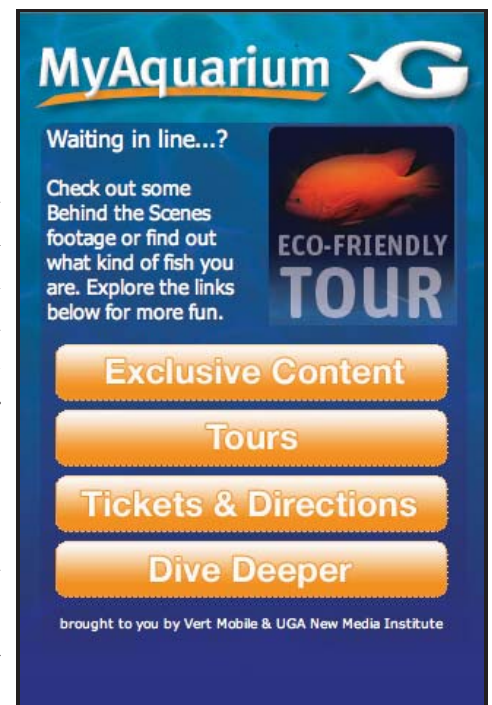 MyAquarium G
Waiting in line...?
Check out some
Behind the Scenes
footage or find out
what kind of fish you
are. Explore the links
below for more fun.
ECO-FRIENDLY
TOUR
Exclusive Content
Tours
Tickets & Directions
Dive Deeper
brought to you by Vert Mobile & UGA New Media Institute